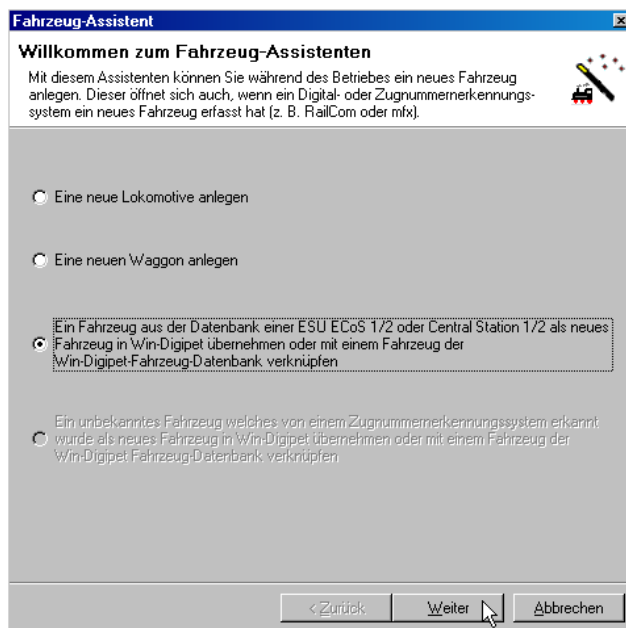 Fahrzeug-Assistent
Willkommen zum Fahrzeug-Assistenten
Mit diesem Assistenten können Sie während des Betriebes ein neues Fahrzeug
anlegen. Dieser öffnet sich auch, wenn ein Digital- oder Zugnummernerkennungs-
system ein neues Fahrzeug erfasst hat (z. B. RailCom oder mfx).
Eine neue Lokomotive anlegen
Eine neuen Waggon anlegen
Ein Fahrzeug aus der Datenbank einer ESU ECoS 1/2 oder Central Station 1/2 als neues
Fahrzeug in Win-Digipet übernehmen oder mit einem Fahrzeug der
Win-Digipet-Fahrzeug-Datenbank verknüpfen
Ein unbekanntes Fahrzeug welches von einem Zugnummernerkennungssystem erkannt
wurde als neues Fahrzeug in Win-Digipet übernehmen oder mit einem Fahrzeug der
Win-Digipet Fahrzeug-Datenbank verknüpfen
< Zurück
Weiter
Abbrechen